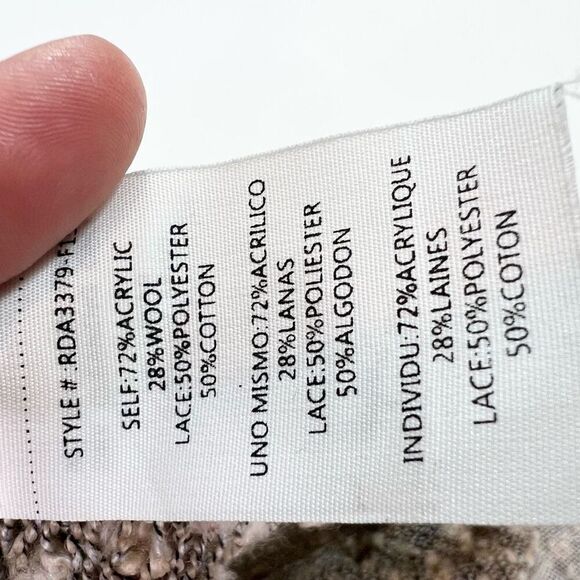 STYLE # :RDA3379-F1
SELF:72%ACRYLIC
28%WOOL
LACE:50%POLYESTER
50%COTTON
UNO MISMO:72%ACRILICO
28%LANAS
LACE:50%POLIESTER
50%ALGODON
INDIVIDU:72%ACRYLIQUE
28%LAINES
LACE:50%POLYESTER
50%COTON